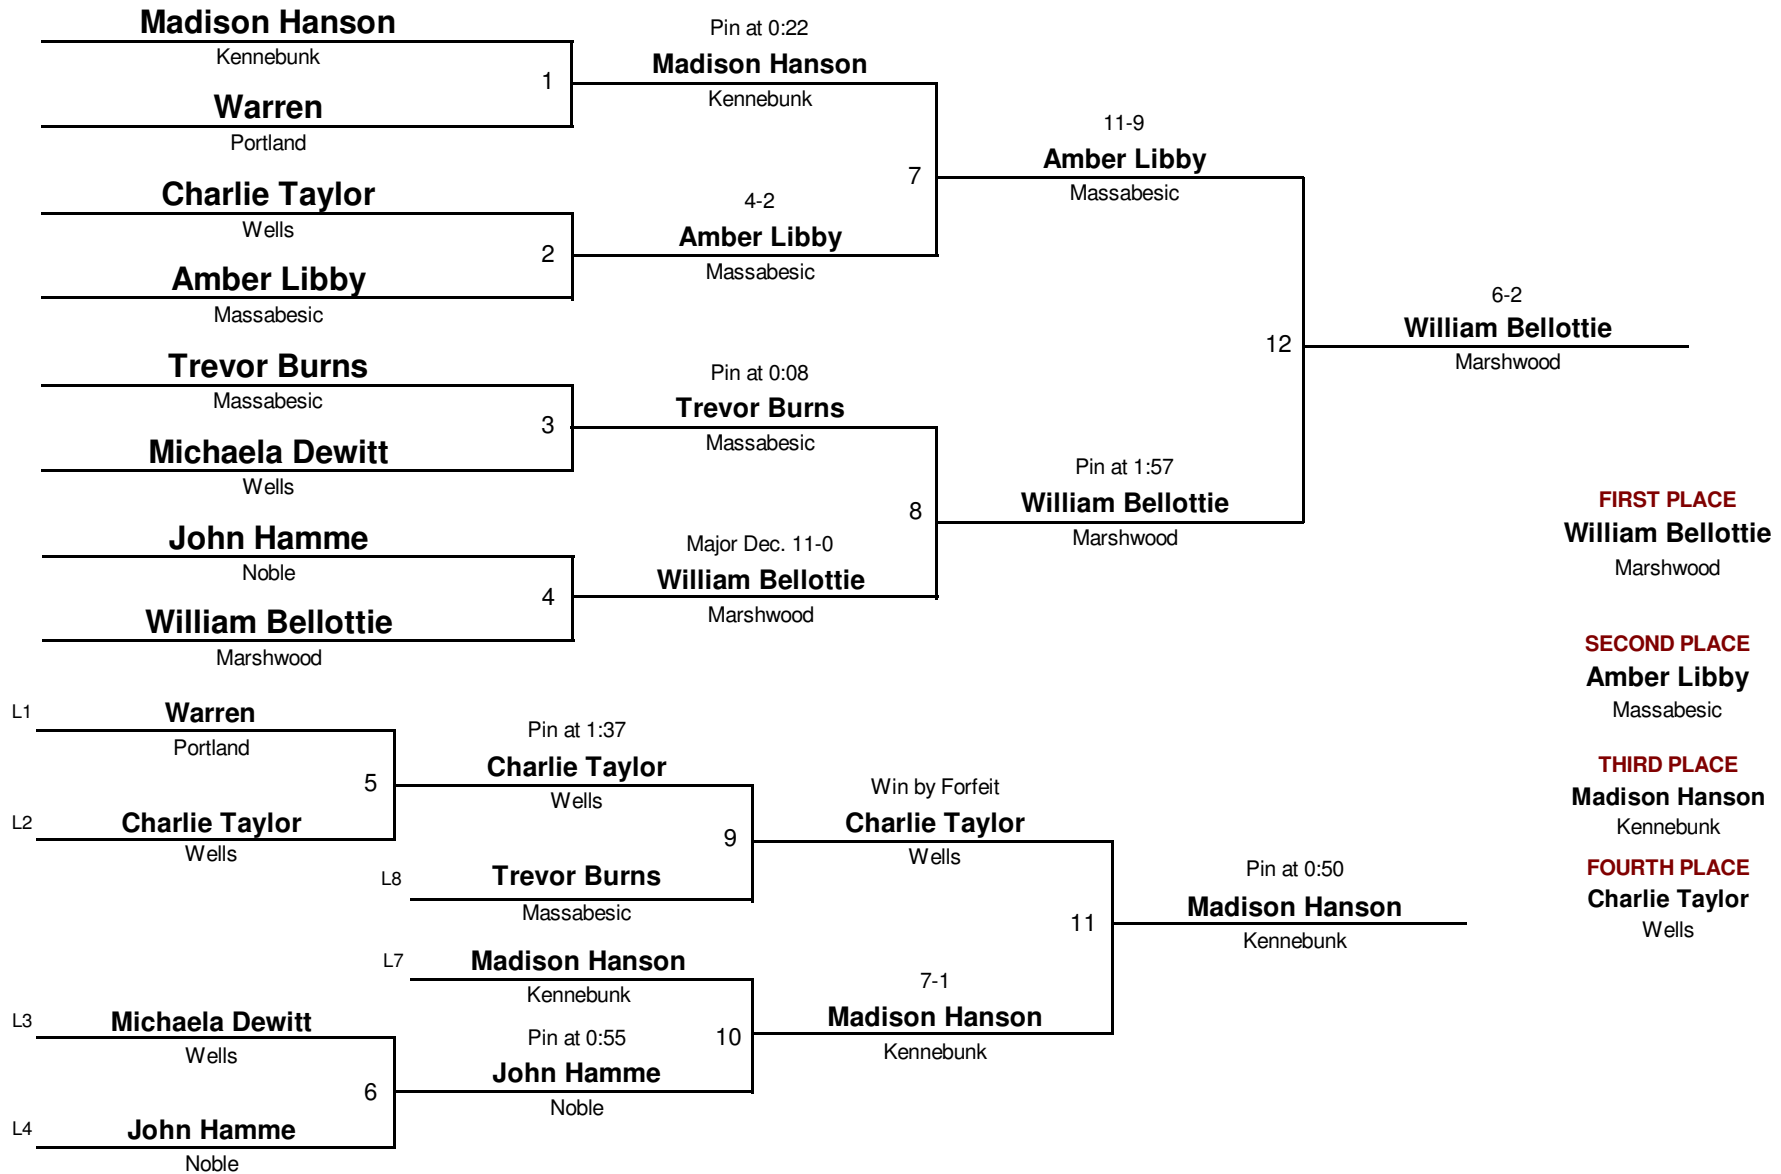 Madison Hanson
Kennebunk
1
Warren
Portland
Charlie Taylor
Wells
2
Amber Libby
Massabesic
Trevor Burns
Massabesic
3
Michaela Dewitt
Wells
John Hamme
Noble
4
William Bellottie
Marshwood
Pin at 0:22
Madison Hanson
Kennebunk
7
4-2
Amber Libby
Massabesic
Pin at 0:08
Trevor Burns
Massabesic
8
Major Dec. 11-0
William Bellottie
Marshwood
11-9
Amber Libby
Massabesic
12
Pin at 1:57
William Bellottie
Marshwood
6-2
William Bellottie
Marshwood
FIRST PLACE
William Bellottie
Marshwood
SECOND PLACE
Amber Libby
Massabesic
THIRD PLACE
Madison Hanson
Kennebunk
FOURTH PLACE
Charlie Taylor
Wells
L1
Warren
Portland
5
L2
Charlie Taylor
Wells
L3
Michaela Dewitt
Wells
6
L4
John Hamme
Noble
Pin at 1:37
Charlie Taylor
Wells
9
L8
Trevor Burns
Massabesic
L7
Madison Hanson
Kennebunk
10
Pin at 0:55
John Hamme
Noble
Win by Forfeit
Charlie Taylor
Wells
11
7-1
Madison Hanson
Kennebunk
Pin at 0:50
Madison Hanson
Kennebunk